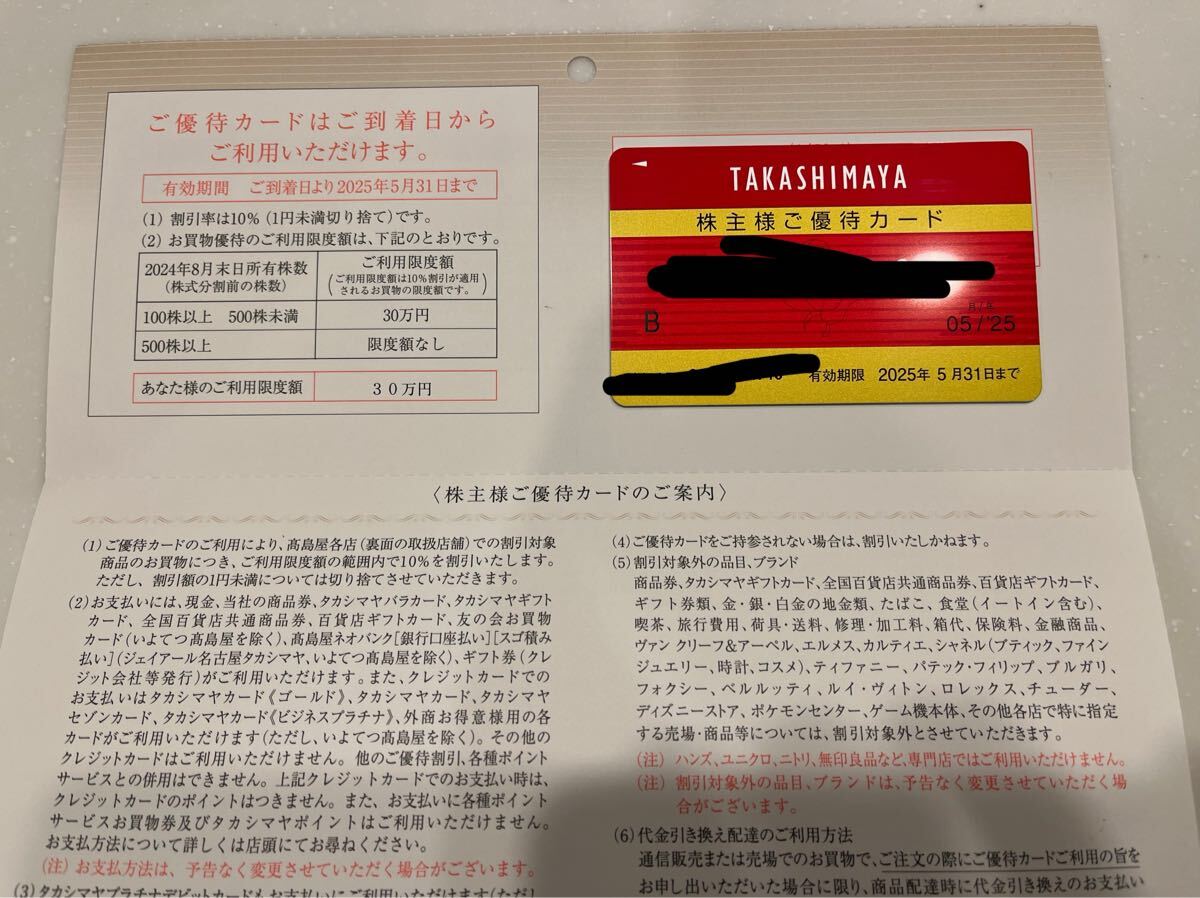 ご優待カードはご到着日から
ご利用いただけます。
有効期間 ご到着日より2025年5月31日まで
(1) 割引率は10%(1円未満切り捨て)です。
(2) お買物優待のご利用限度額は、下記のとおりです。
2024年8月末日所有株数
(株式分割前の株数)
ご利用限度額
(ご利用限度額は10%割引が適用
されるお買物の限度額です。)
100株以上 500株未満
30万円
500株以上
限度額なし
あなた様のご利用限度額
30万円
TAKASHIMAYA
株主様ご優待カード
B
月/年
05/'25
有効期限 2025年 5月31日まで
〈株主様ご優待カードのご案内〉
(1)ご優待カードのご利用により、髙島屋各店(裏面の取扱店舗)での割引対象
商品のお買物につき、ご利用限度額の範囲内で10%を割引いたします。
ただし、割引額の1円未満については切り捨てさせていただきます。
(2)お支払いには、現金、当社の商品券、タカシマヤバラカード、タカシマヤギフト
カード、全国百貨店共通商品券、百貨店ギフトカード、友の会お買物
カード(いよてつ髙島屋を除く)、髙島屋ネオバンク[銀行口座払い][スゴ積み
払い](ジェイアール名古屋タカシマヤ、いよてつ髙島屋を除く)、ギフト券(クレ
ジット会社等発行)がご利用いただけます。また、クレジットカードでの
お支払いはタカシマヤカード《ゴールド》、タカシマヤカード、タカシマヤ
セゾンカード、タカシマヤカード《ビジネスプラチナ》、外商お得意様用の各
カードがご利用いただけます(ただし、いよてつ髙島屋を除く)。その他の
クレジットカードはご利用いただけません。他のご優待割引、各種ポイント
サービスとの併用はできません。上記クレジットカードでのお支払い時は、
クレジットカードのポイントはつきません。また、お支払いに各種ポイント
サービスお買物券及びタカシマヤポイントはご利用いただけません。
お支払方法について詳しくは店頭にてお尋ねください。
(注)お支払方法は、予告なく変更させていただく場合がございます。
(3)タカシマヤプラチナデビットカードもお支払いにご利用いただけます(ただし
(4)ご優待カードをご持参されない場合は、割引いたしかねます。
(5)割引対象外の品目、ブランド
商品券、タカシマヤギフトカード、全国百貨店共通商品券、百貨店ギフトカード、
ギフト券類、金・銀・白金の地金類、たばこ、食堂(イートイン含む)、
喫茶、旅行費用、荷具・送料、修理・加工料、箱代、保険料、金融商品、
ヴァン クリーフ&アーペル、エルメス、カルティエ、シャネル(ブティック、ファイン
ジュエリー、時計、コスメ)、ティファニー、パテック・フィリップ、ブルガリ、
フォクシー、ベルルッティ、ルイ・ヴィトン、ロレックス、チューダー、
ディズニーストア、ポケモンセンター、ゲーム機本体、その他各店で特に指定
する売場・商品等については、割引対象外とさせていただきます。
(注) ハンズ、ユニクロ、ニトリ、無印良品など、専門店ではご利用いただけません。
(注) 割引対象外の品目、ブランドは、予告なく変更させていただく場
合がございます。
(6)代金引き換え配達のご利用方法
通信販売または売場でのお買物で、ご注文の際にご優待カードご利用の旨を
お申し出いただいた場合に限り、商品配達時に代金引き換えのお支払い